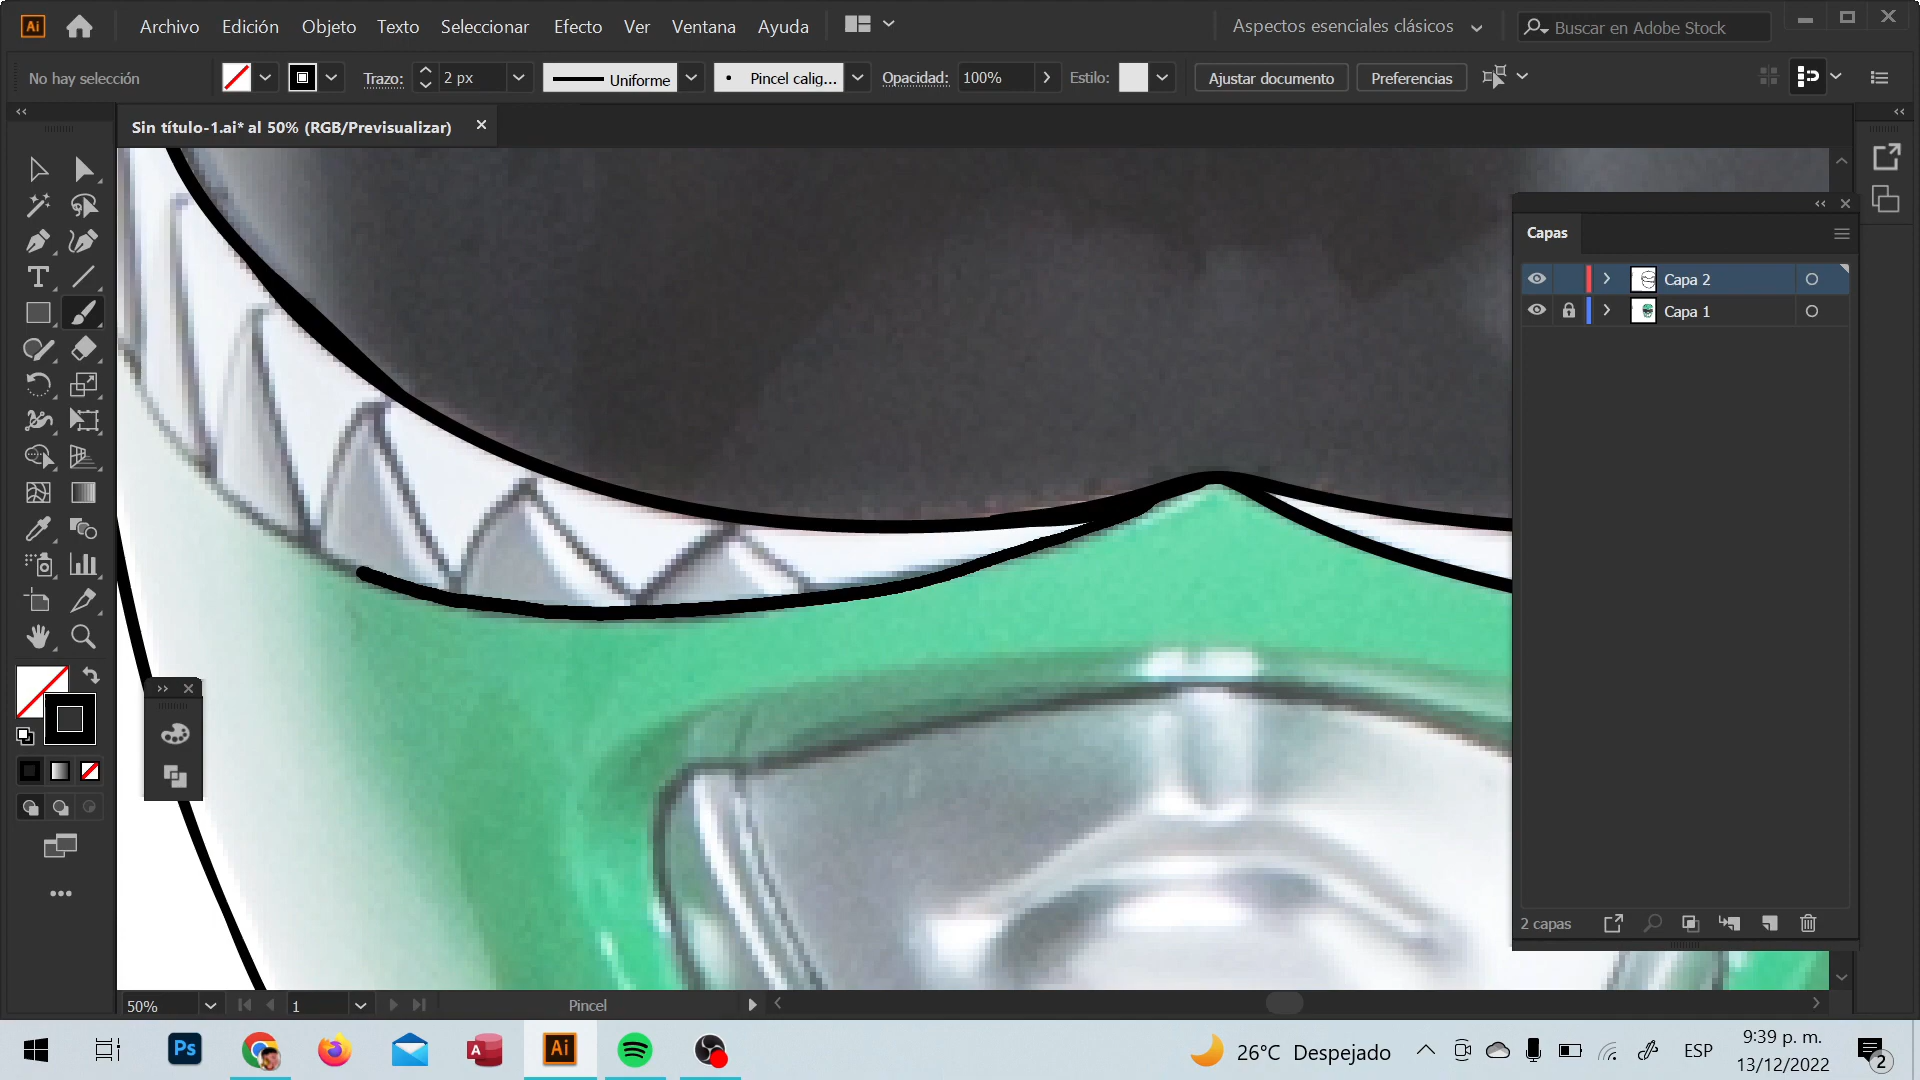 Ai
Archivo Edición Objeto Texto Seleccionar Efecto Ver Ventana Ayuda
Aspectos esenciales clásicos
Buscar en Adobe Stock
No hay selección
Trazo: 2 px
Uniforme
Pincel calig...
Opacidad: 100%
Estilo:
Ajustar documento
Preferencias
Sin título-1.ai* al 50% (RGB/Previsualizar)
Capas
Capa 2
Capa 1
2 capas
50%
1
Pincel
Ps
A
Ai
26°C Despejado
ESP
9:39 p. m.
13/12/2022
2